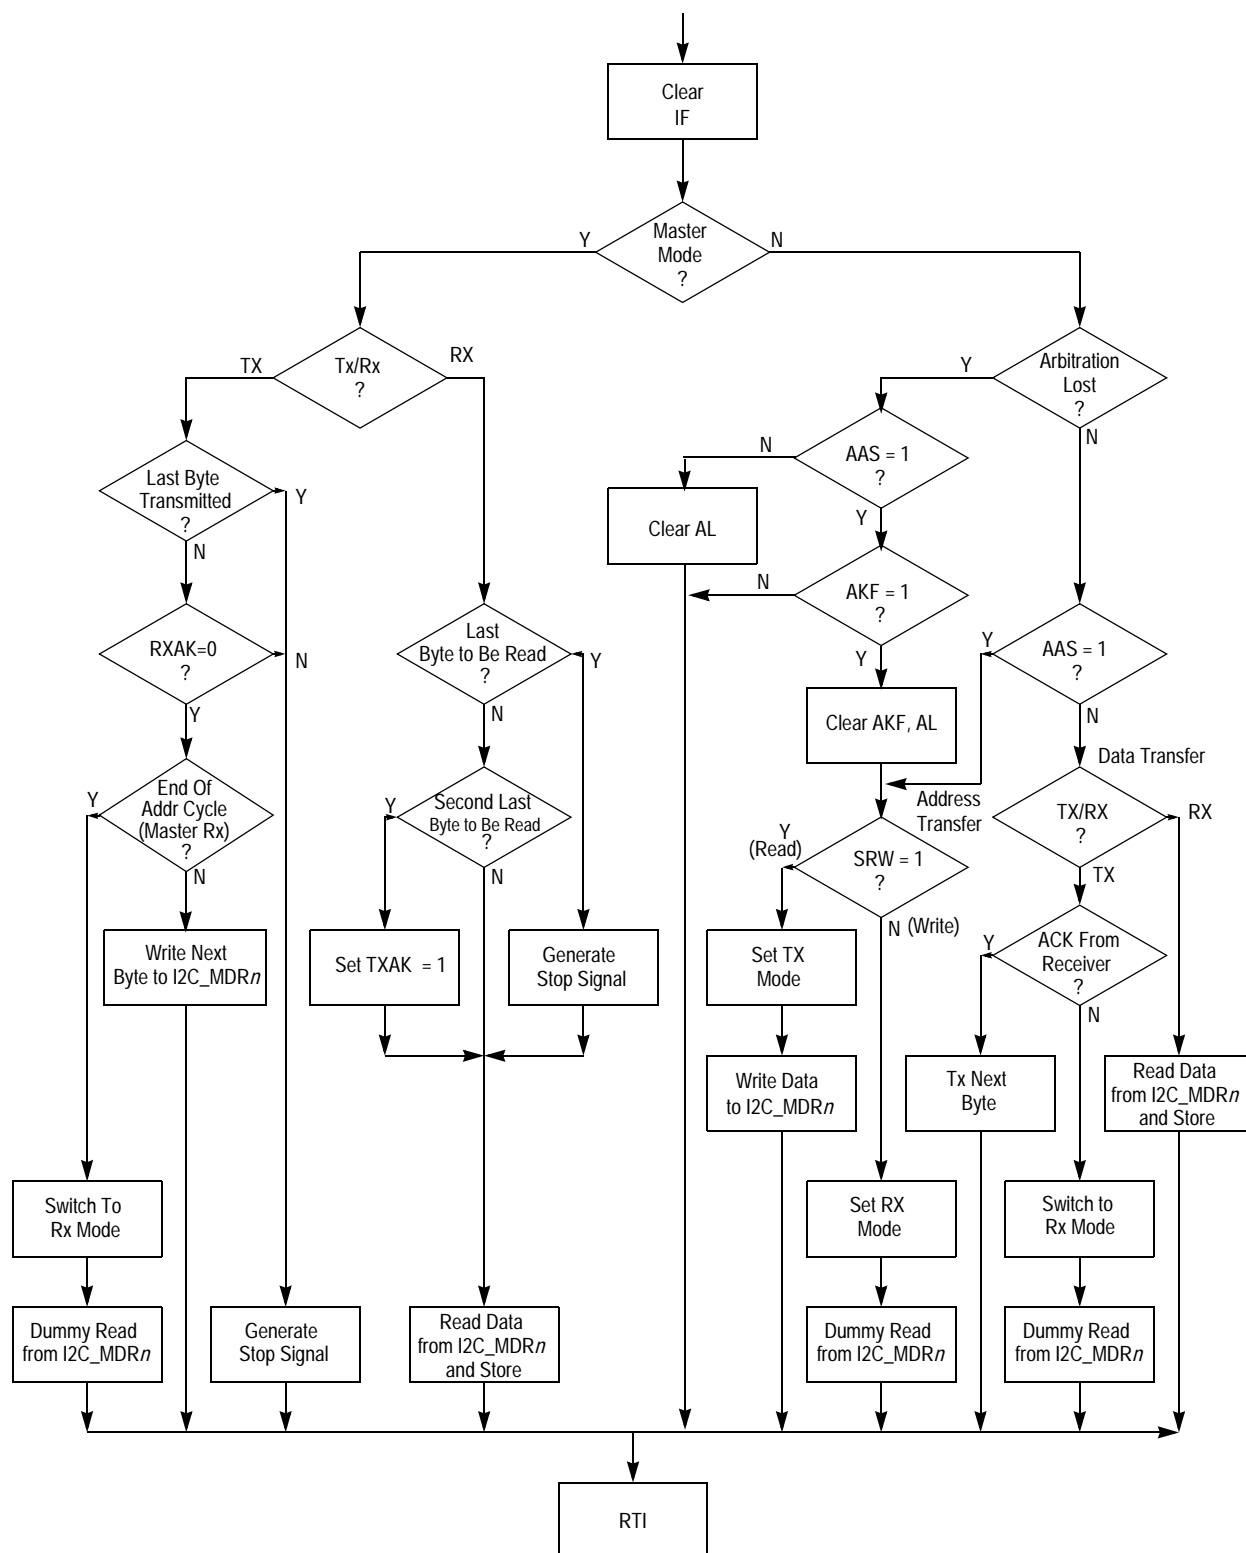 Clear
IF
Master
Mode
?
Y
N
Tx/Rx
?
TX
RX
Arbitration
Lost
?
Y
N
Last Byte
Transmitted
?
Y
N
AAS = 1
?
N
Y
Clear AL
AKF = 1
?
N
Y
RXAK=0
?
N
Y
Last
Byte to Be Read
?
Y
N
AAS = 1
?
Y
N
Clear AKF, AL
Data Transfer
Address
Transfer
End Of
Addr Cycle
(Master Rx)
?
Y
N
Second Last
Byte to Be Read
?
Y
N
SRW = 1
?
Y
(Read)
N (Write)
TX/RX
?
RX
TX
Write Next
Byte to I2C_MDRn
Set TXAK = 1
Generate
Stop Signal
Set TX
Mode
ACK From
Receiver
?
Y
N
Write Data
to I2C_MDRn
Tx Next
Byte
Read Data
from I2C_MDRn
and Store
Switch To
Rx Mode
Set RX
Mode
Switch to
Rx Mode
Dummy Read
from I2C_MDRn
Generate
Stop Signal
Read Data
from I2C_MDRn
and Store
Dummy Read
from I2C_MDRn
Dummy Read
from I2C_MDRn
RTI